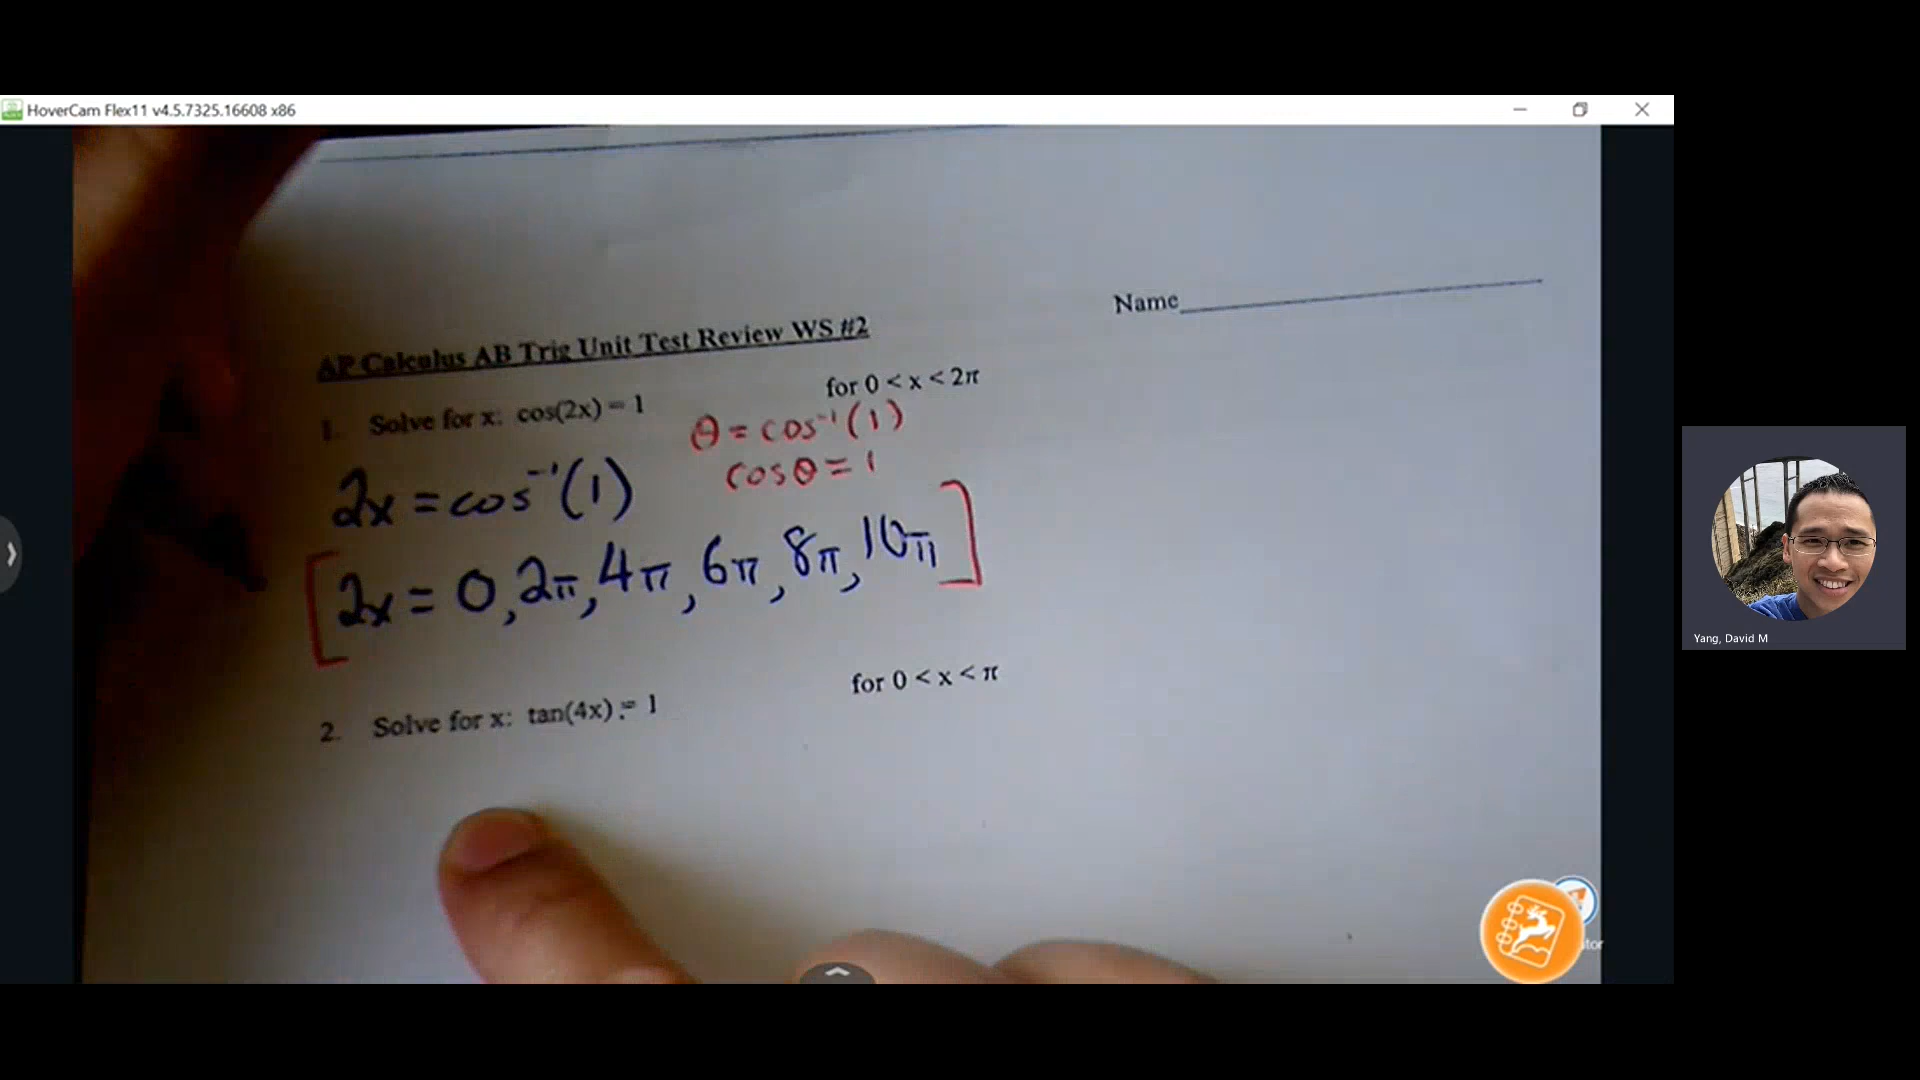 HoverCam Flex11 v4.5.7325.16608 x86
Name
AP Calculus AB Trig Unit Test Review WS #2
1. Solve for x: cos(2x) = 1 for 0 < x < 2π
θ = cos⁻¹(1)
cosθ = 1
2x = cos⁻¹(1)
[2x = 0, 2π, 4π, 6π, 8π, 10π]
2. Solve for x: tan(4x) = 1 for 0 < x < π
Yang, David M